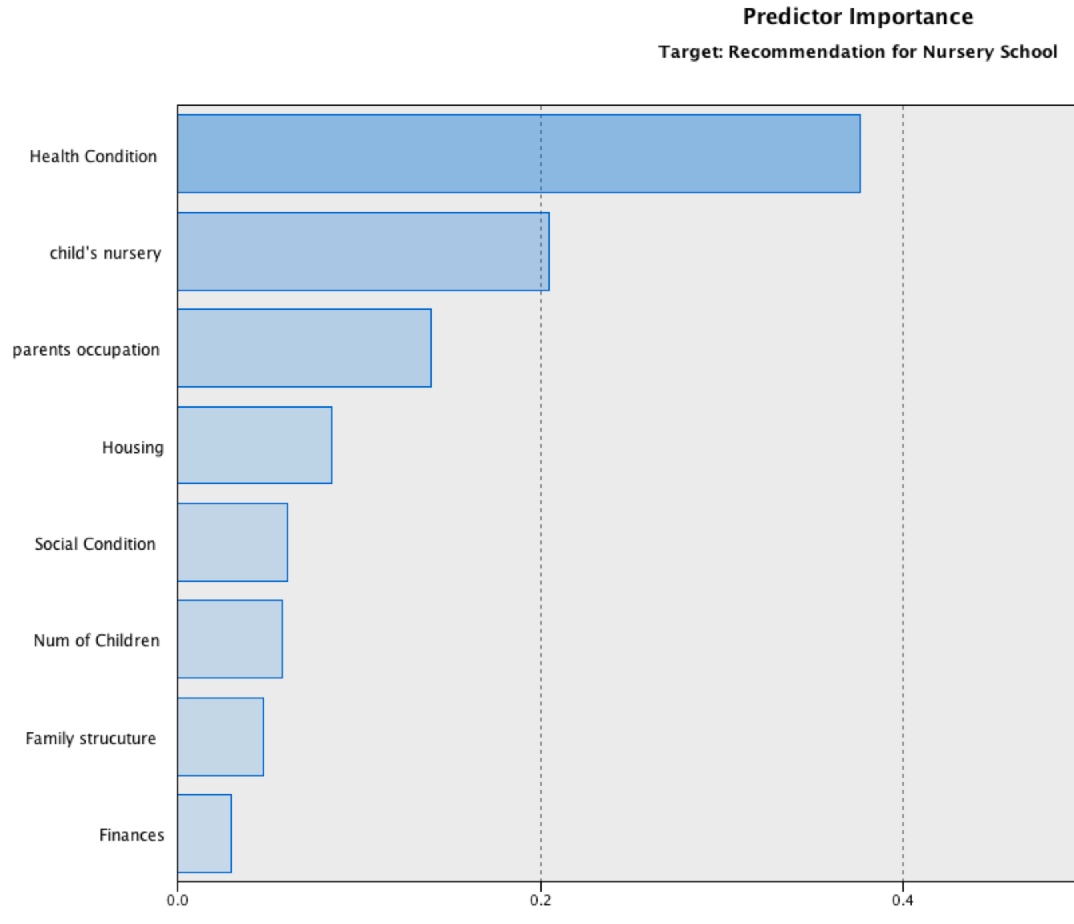 Predictor Importance
Target: Recommendation for Nursery School
Health Condition
child's nursery
parents occupation
Housing
Social Condition
Num of Children
Family strucuture
Finances
0.0 0.2 0.4